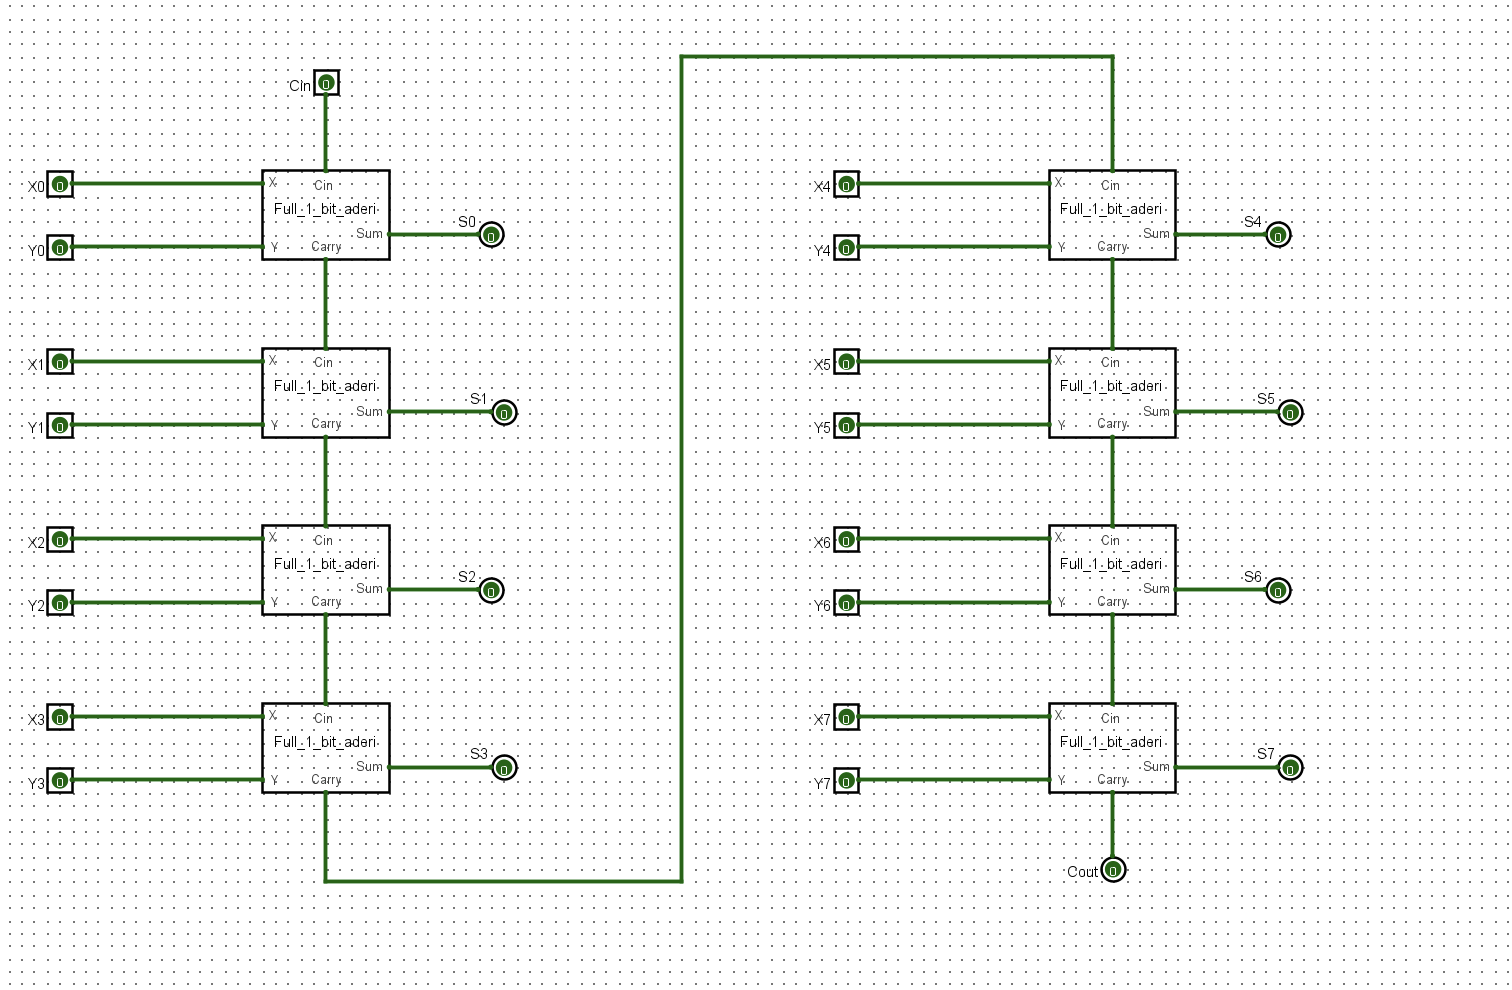 Cin
0
X0 0
X
Cin
Full_1_bit_aderi
Sum
S0
0
Y0 0
Y
Carry
X1 0
X
Cin
Full_1_bit_aderi
Sum
S1
0
Y1 0
Y
Carry
X2 0
X
Cin
Full_1_bit_aderi
Sum
S2
0
Y2 0
Y
Carry
X3 0
X
Cin
Full_1_bit_aderi
Sum
S3
0
Y3 0
Y
Carry
X4 0
X
Cin
Full_1_bit_aderi
Sum
S4
0
Y4 0
Y
Carry
X5 0
X
Cin
Full_1_bit_aderi
Sum
S5
0
Y5 0
Y
Carry
X6 0
X
Cin
Full_1_bit_aderi
Sum
S6
0
Y6 0
Y
Carry
X7 0
X
Cin
Full_1_bit_aderi
Sum
S7
0
Y7 0
Y
Carry
Cout 0